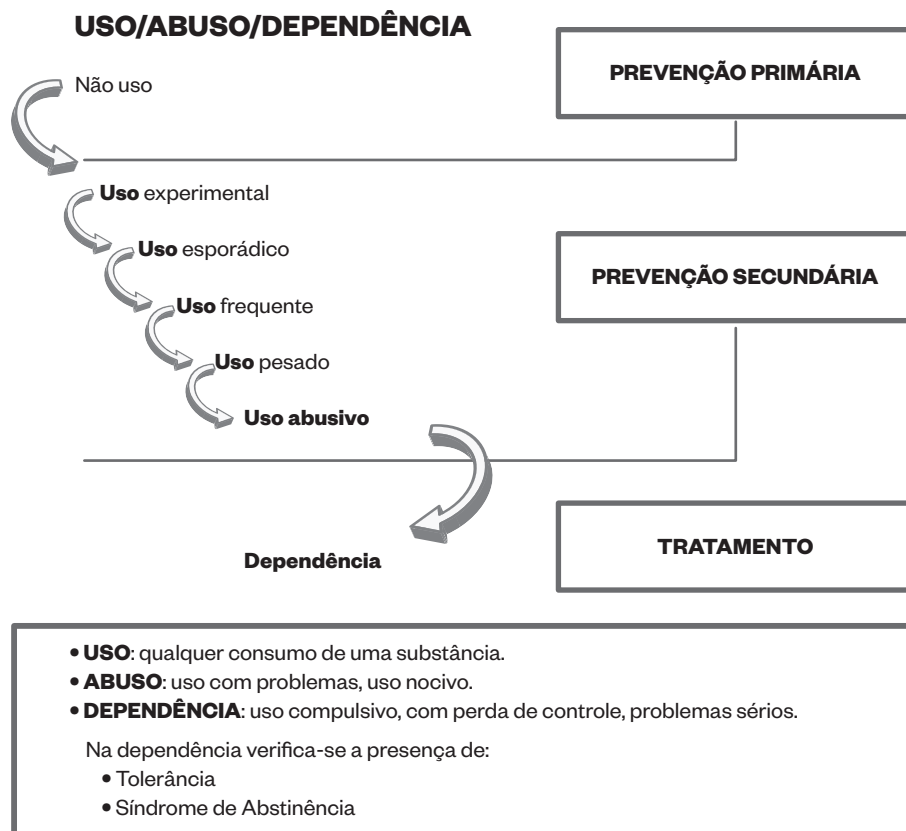 USO/ABUSO/DEPENDÊNCIA
PREVENÇÃO PRIMÁRIA
Não uso
Uso experimental
Uso esporádico
PREVENÇÃO SECUNDÁRIA
Uso frequente
Uso pesado
Uso abusivo
TRATAMENTO
Dependência
• USO: qualquer consumo de uma substância.
• ABUSO: uso com problemas, uso nocivo.
• DEPENDÊNCIA: uso compulsivo, com perda de controle, problemas sérios.
Na dependência verifica-se a presença de:
• Tolerância
• Síndrome de Abstinência